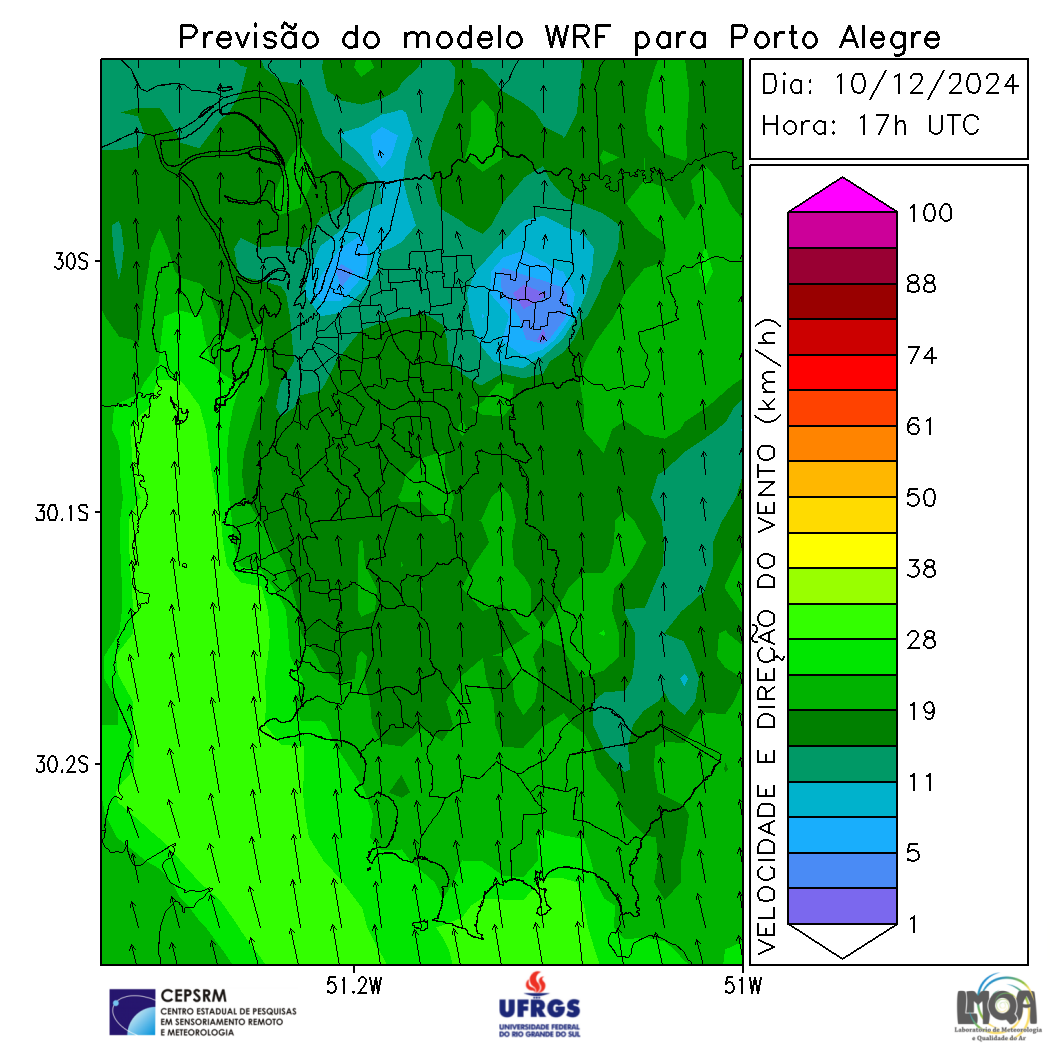 Previsão do modelo WRF para Porto Alegre
Dia: 10/12/2024
Hora: 17h UTC
30S
30.1S
30.2S
51.2W
51W
VELOCIDADE E DIREÇÃO DO VENTO (km/h)
100
88
74
61
50
38
28
19
11
5
1
CEPSRM
CENTRO ESTADUAL DE PESQUISAS
EM SENSORIAMENTO REMOTO
E METEOROLOGIA
UFRGS
UNIVERSIDADE FEDERAL
DO RIO GRANDE DO SUL
LMQA
Laboratório de Meteorologia
e Qualidade do Ar